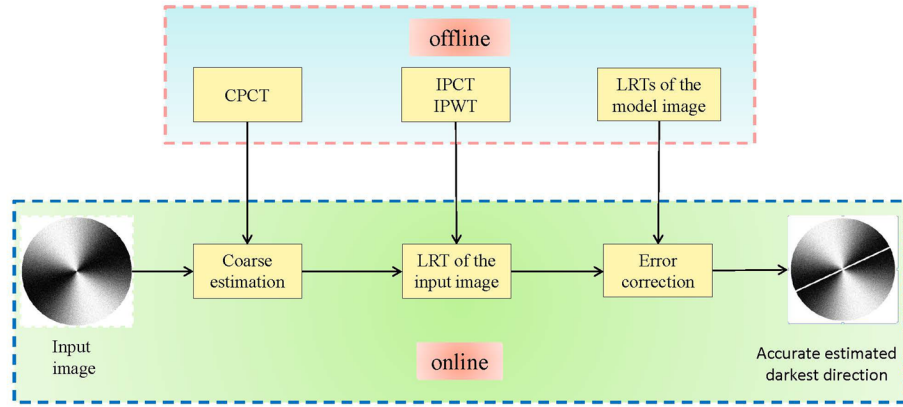 offline
CPCT
IPCT
IPWT
LRTs of the
model image
Coarse
estimation
LRT of the
input image
Error
correction
Input
image
online
Accurate estimated
darkest direction